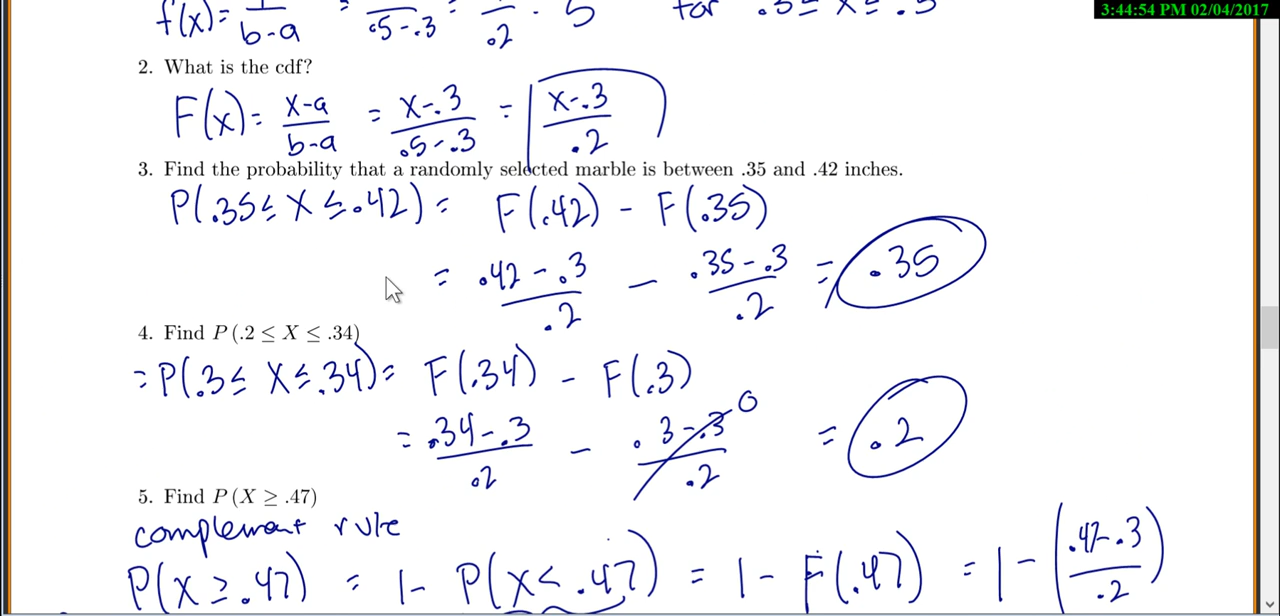 3:44:54 PM 02/04/2017
f(x) = 1/(b-a) = /(.5-.3) = /.2 = 5 for .3 ≤ x ≤ .5
2. What is the cdf?
F(x) = (x-a)/(b-a) = (x-.3)/(.5-.3) = (x-.3)/.2
3. Find the probability that a randomly selected marble is between .35 and .42 inches.
P(.35 ≤ X ≤ .42) = F(.42) - F(.35)
= (.42-.3)/.2 - (.35-.3)/.2 = .35
4. Find P(.2 ≤ X ≤ .34)
= P(.3 ≤ X ≤ .34) = F(.34) - F(.3)
= (.34-.3)/.2 - (.3-.3)/.2 0 = .2
5. Find P(X ≥ .47)
complement rule
P(X ≥ .47) = 1 - P(X < .47) = 1 - F(.47) = 1 - ((.47-.3)/.2)